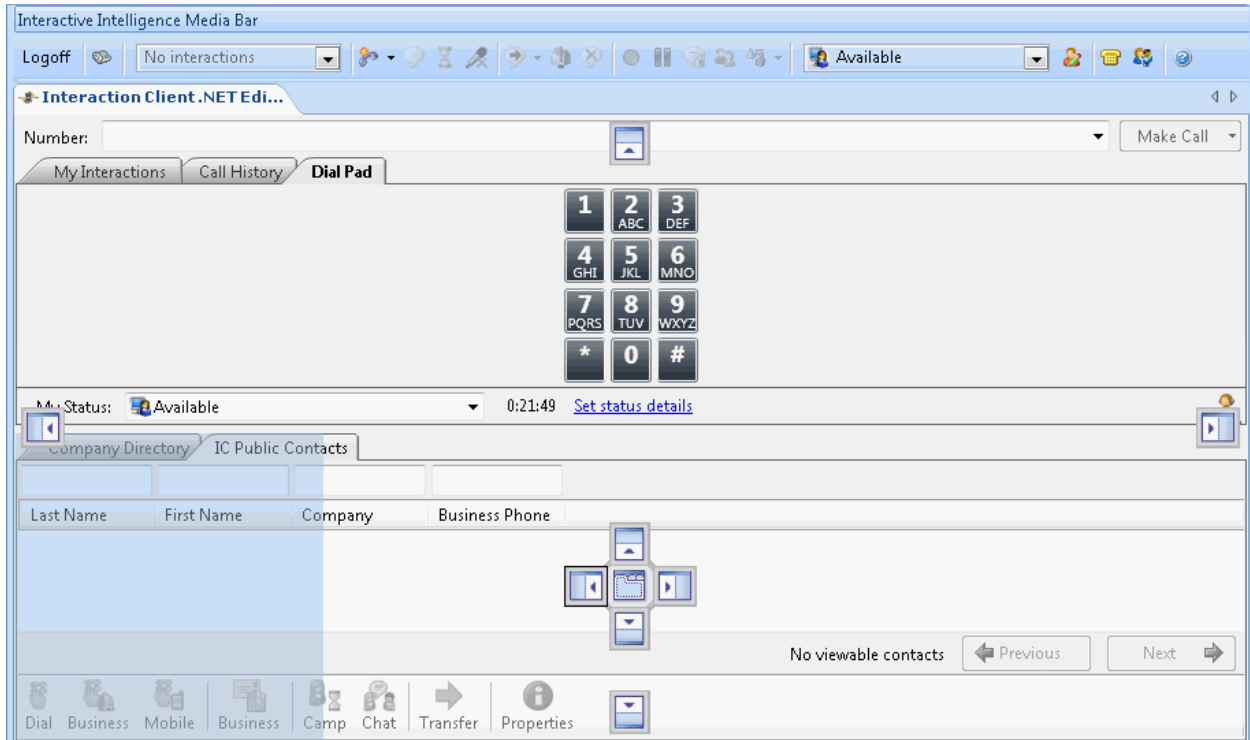 Interactive Intelligence Media Bar
Logoff No interactions Available
Interaction Client .NET Edi...
Number: Make Call
My Interactions Call History Dial Pad
1 2 3
ABC DEF
4 5 6
GHI JKL MNO
7 8 9
PQRS TUV WXYZ
* 0 #
My Status: Available 0:21:49 Set status details
Company Directory IC Public Contacts
Last Name First Name Company Business Phone
No viewable contacts Previous Next
Dial Business Mobile Business Camp Chat Transfer Properties